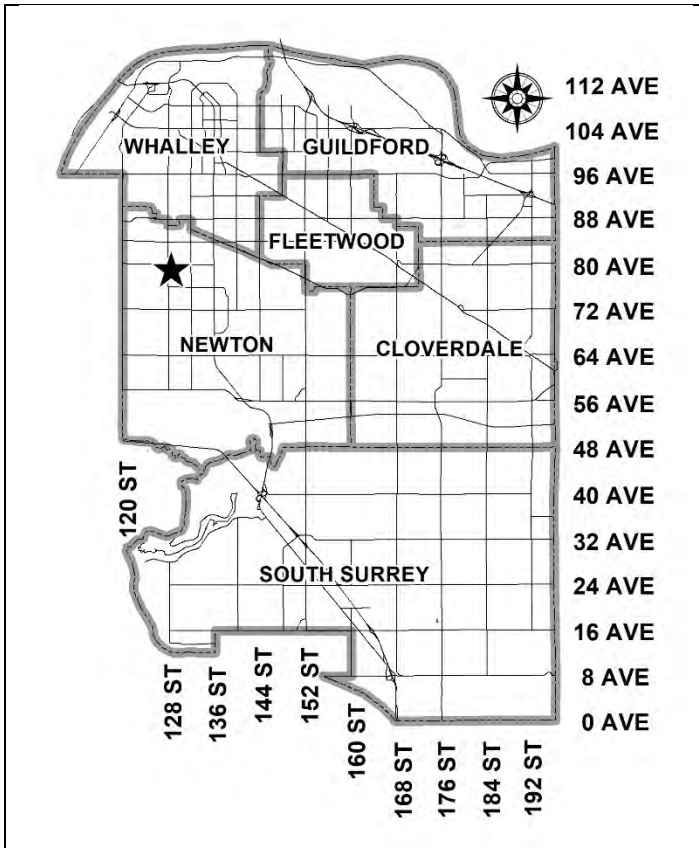 112 AVE
104 AVE
WHALLEY
GUILDFORD
96 AVE
88 AVE
FLEETWOOD
80 AVE
72 AVE
NEWTON
CLOVERDALE
64 AVE
56 AVE
48 AVE
120 ST
40 AVE
32 AVE
SOUTH SURREY
24 AVE
16 AVE
8 AVE
0 AVE
128 ST
136 ST
144 ST
152 ST
160 ST
168 ST
176 ST
184 ST
192 ST